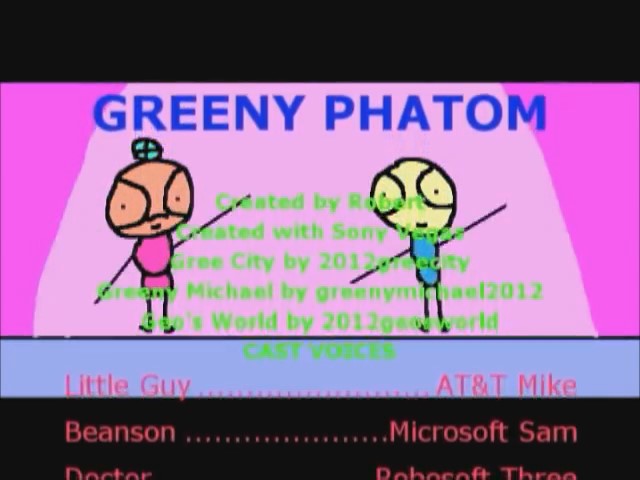 GREENY PHATOM
Created by Robert
Created with Sony Vegas
Gree City by 2012greecity
Greeny Michael by greenymichael2012
Geo's World by 2012geosworld
CAST VOICES
Little Guy ........................ AT&T Mike
Beanson .....................Microsoft Sam
Doctor Robosoft Three